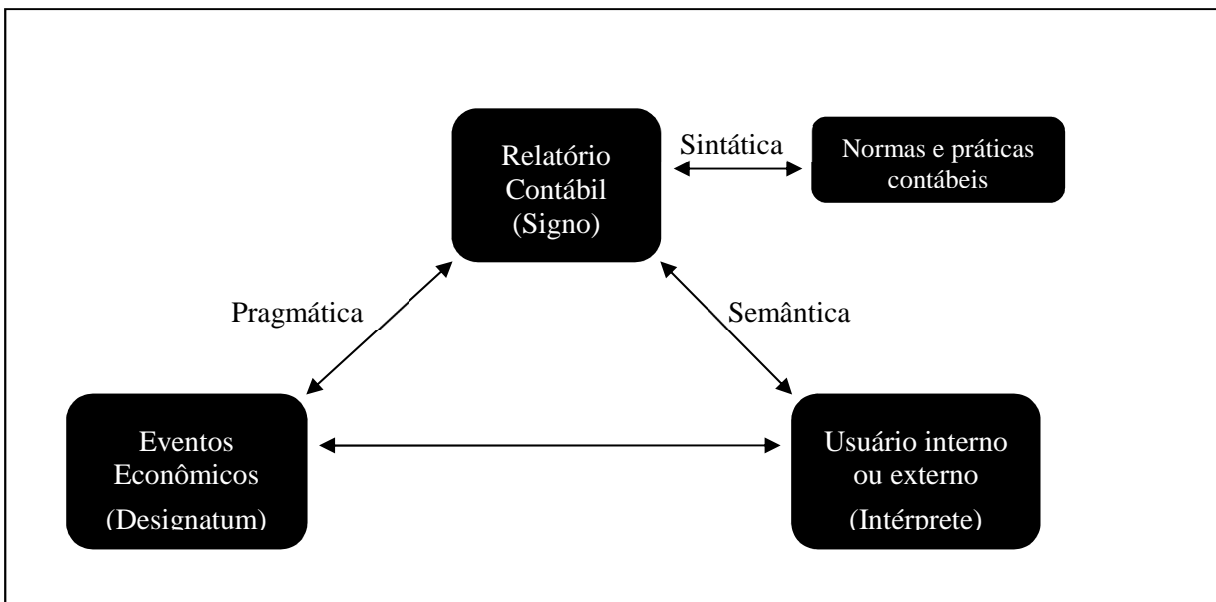 Relatório
Contábil
(Signo)
Sintática
Normas e práticas
contábeis
Pragmática
Semântica
Eventos
Econômicos
(Designatum)
Usuário interno
ou externo
(Intérprete)